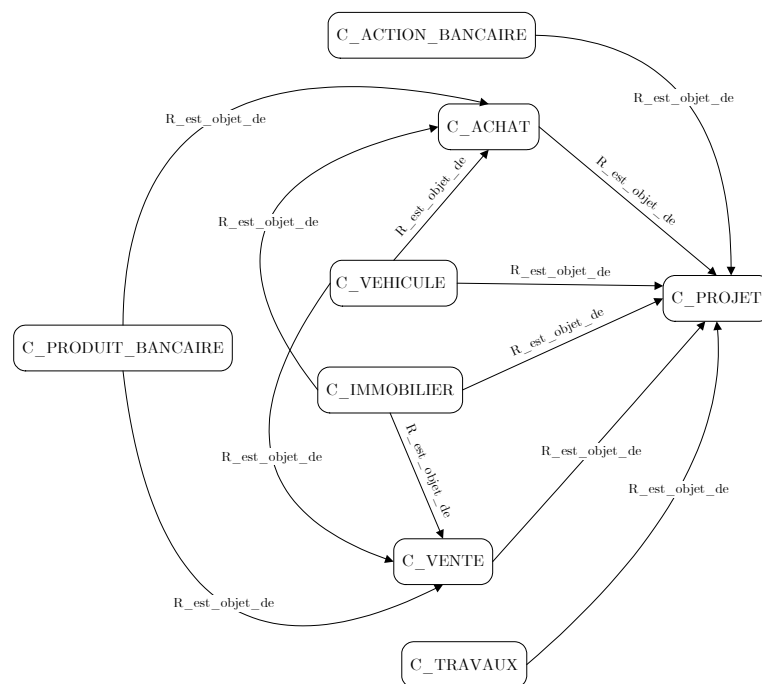 C_ACTION_BANCAIRE
R_est_objet_de
R_est_objet_de
C_ACHAT
R_est_objet_de
R_est_objet_de
R_est_objet_de
C_VEHICULE
R_est_objet_de
C_PROJET
R_est_objet_de
C_PRODUIT_BANCAIRE
C_IMMOBILIER
R_est_objet_de
R_est_objet_de
R_est_objet_de
R_est_objet_de
C_VENTE
R_est_objet_de
C_TRAVAUX